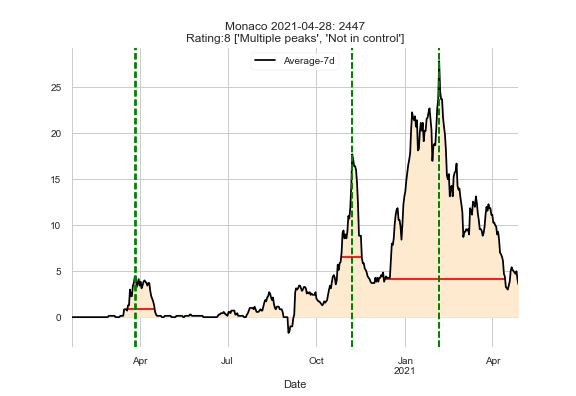 Monaco 2021-04-28: 2447
Rating:8 ['Multiple peaks', 'Not in control']
Average-7d
25
20
15
10
5
0
Apr
Jul
Oct
Jan
2021
Apr
Date